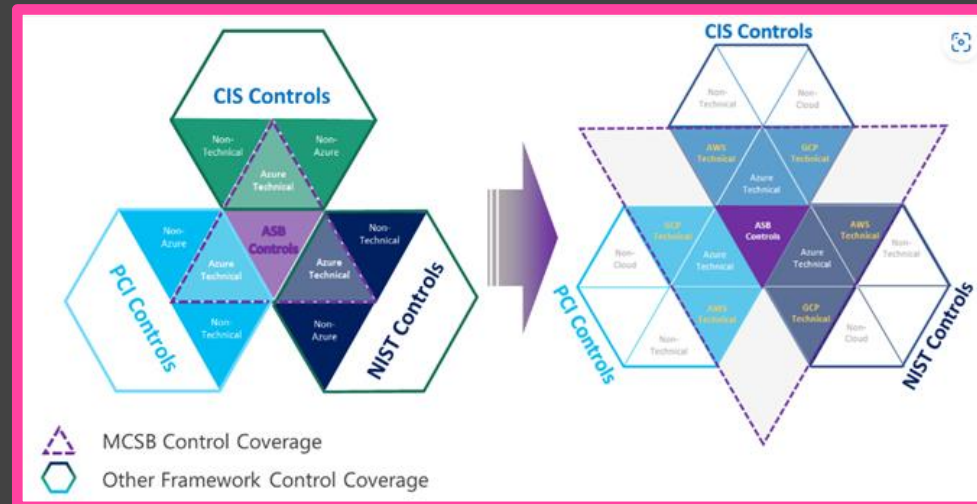 CIS Controls
Non-
Technical
Non-
Azure
Azure
Technical
Non-
Azure
ASB
Controls
Non-
Technical
Azure
Technical
Azure
Technical
PCI Controls
Non-
Technical
Non-
Azure
NIST Controls
CIS Controls
Non-
Technical
Non-
Cloud
AWS
Technical
GCP
Technical
Azure
Technical
GCP
Technical
ASB
Controls
AWS
Technical
Non-
Cloud
Azure
Technical
Azure
Technical
Non-
Technical
PCI Controls
AWS
Technical
GCP
Technical
Non-
Technical
Non-
Cloud
NIST Controls
MCSB Control Coverage
Other Framework Control Coverage